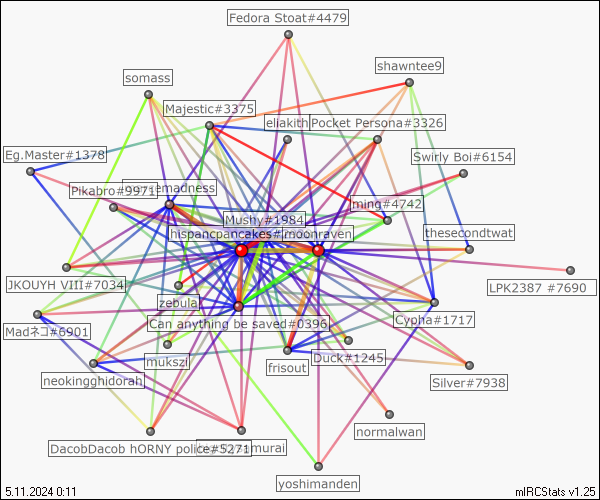 Fedora Stoat#4479
shawntee9
somass
Majestic#3375
eliakith
Pocket Persona#3326
Eg.Master#1378
Swirly Boi#6154
Pikabro#9971
emadness
ming#4742
Mushy#1984
hispanicpancakes#
moonraven
thesecondtwat
JKOUYH VIII#7034
LPK2387 #7690
zebula
Can anything be saved#0396
Cypha#1717
Madネコ#6901
mukszi
Duck#1245
frisout
neokingghidorah
Silver#7938
normalwan
DacobDacob hORNY police#5271
murai
yoshimanden
5.11.2024 0:11
mIRCStats v1.25